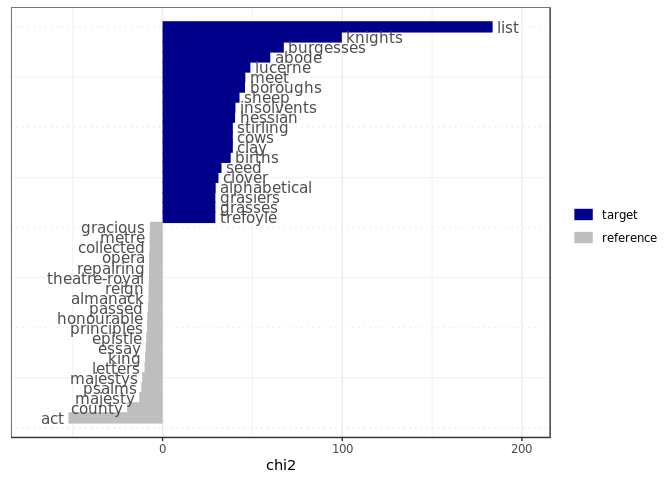 list
knights
burgesses
abode
lucerne
meet
boroughs
sheep
insolvents
hessian
stirling
cows
clay
births
seed
clover
alphabetical
grasiers
grasses
trefoyle
gracious
metre
collected
opera
repairing
theatre-royal
reign
almanack
passed
honourable
principles
epistle
essay
king
letters
majestys
psalms
majesty
county
act
target
reference
0 100 200
chi2